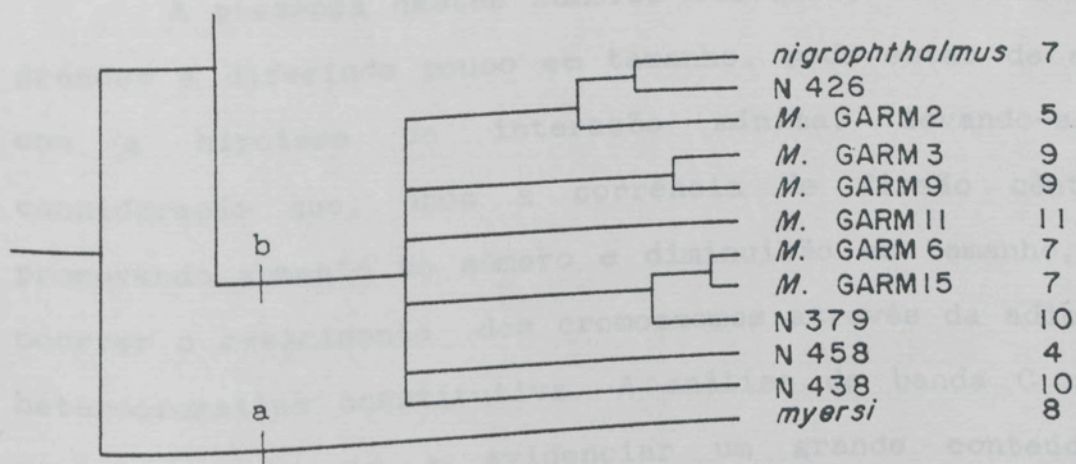 nigrophthalmus 7
N 426
M. GARM 2 5
M. GARM 3 9
M. GARM 9 9
b M. GARM 11 11
M. GARM 6 7
M. GARM 15 7
N 379 10
N 458 4
N 438 10
a myersi 8